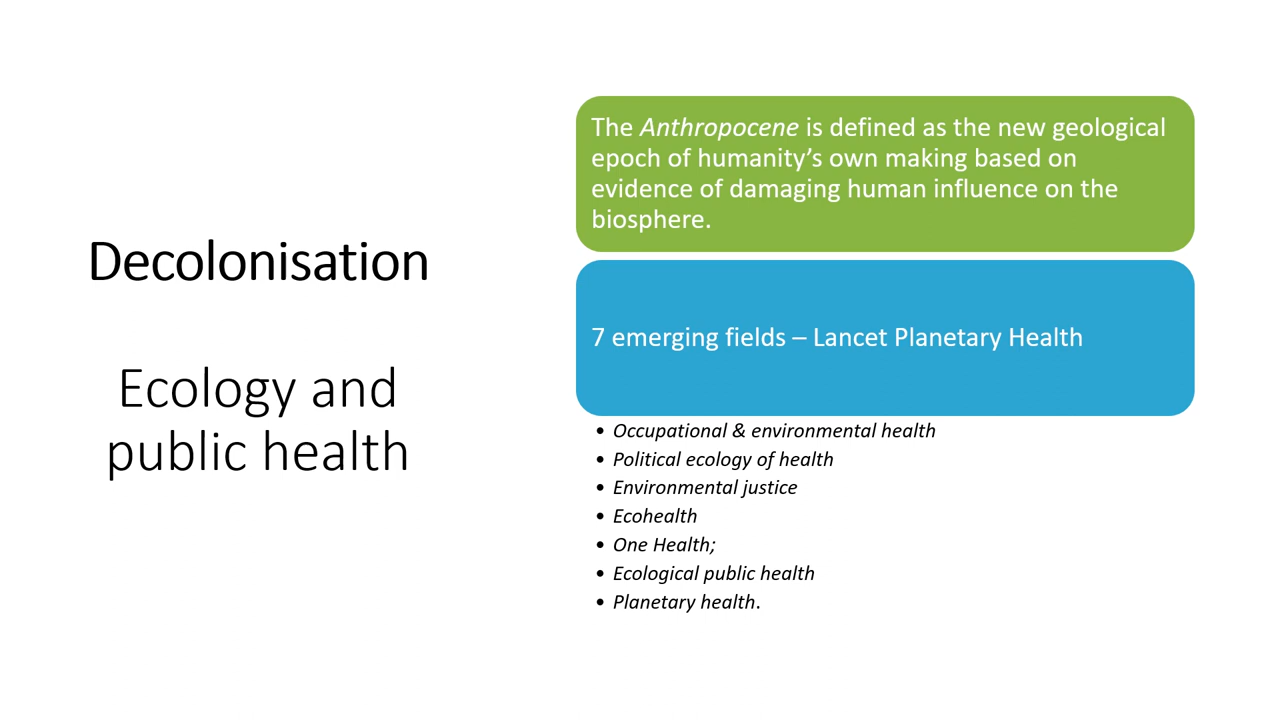 Decolonisation
Ecology and
public health
The Anthropocene is defined as the new geological
epoch of humanity’s own making based on
evidence of damaging human influence on the
biosphere.
7 emerging fields – Lancet Planetary Health
• Occupational & environmental health
• Political ecology of health
• Environmental justice
• Ecohealth
• One Health;
• Ecological public health
• Planetary health.